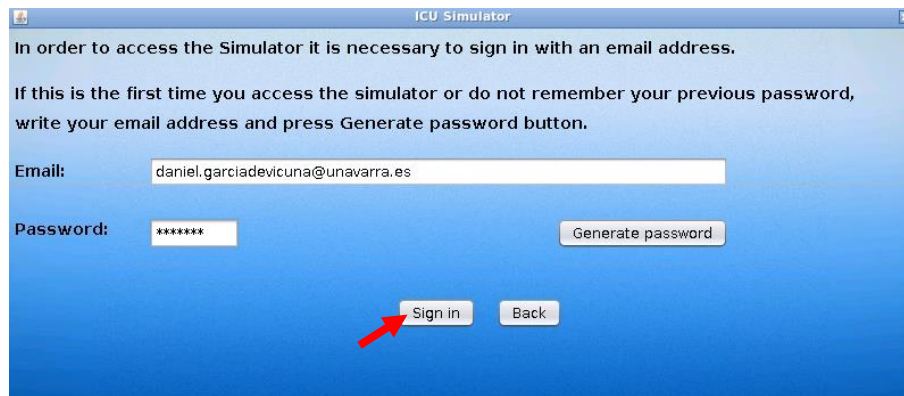 ICU Simulator
In order to access the Simulator it is necessary to sign in with an email address.
If this is the first time you access the simulator or do not remember your previous password,
write your email address and press Generate password button.
Email: daniel.garciadevicuna@unavarra.es
Password: ******* Generate password
Sign in Back